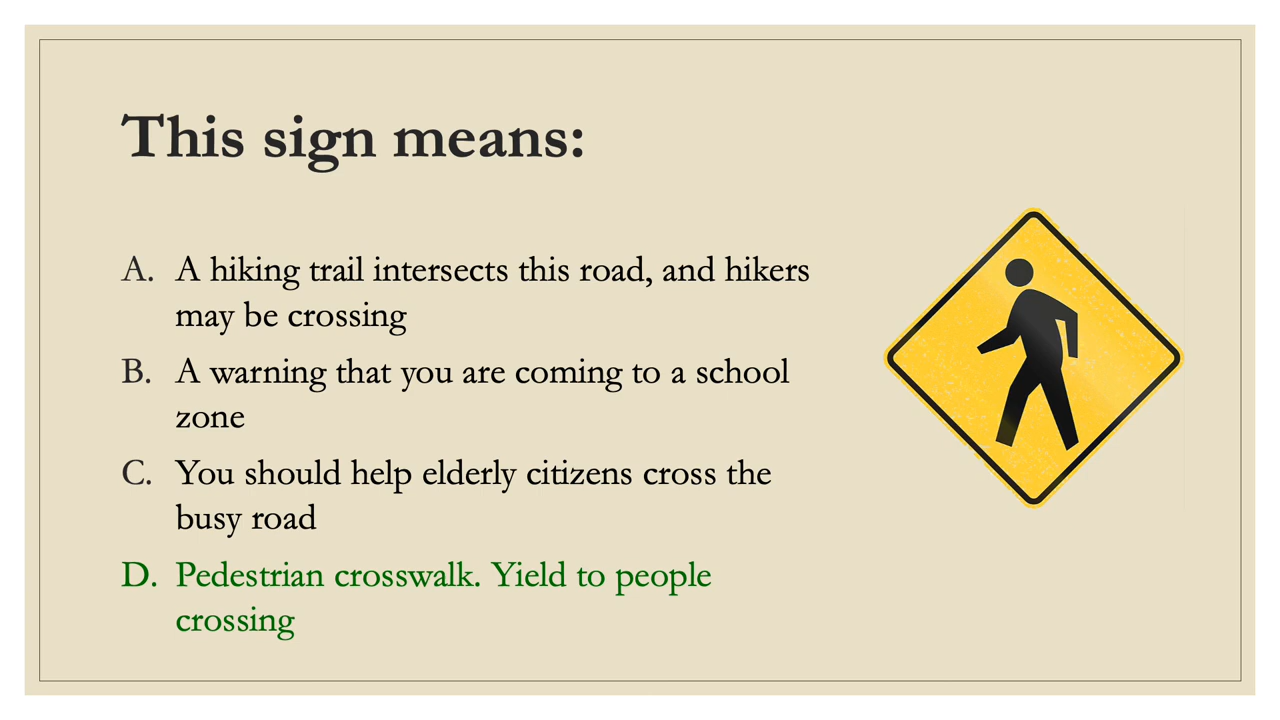 This sign means:
A. A hiking trail intersects this road, and hikers
may be crossing
B. A warning that you are coming to a school
zone
C. You should help elderly citizens cross the
busy road
D. Pedestrian crosswalk. Yield to people
crossing